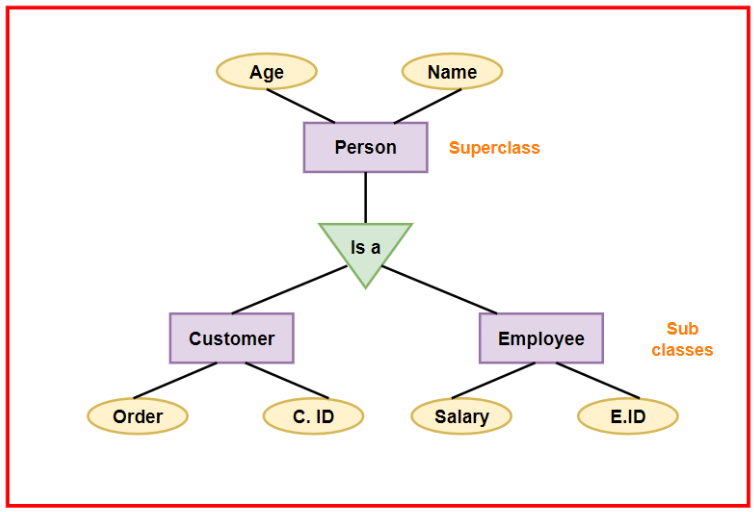 Age
Name
Person
Superclass
Is a
Customer
Employee
Sub
classes
Order
C. ID
Salary
E.ID